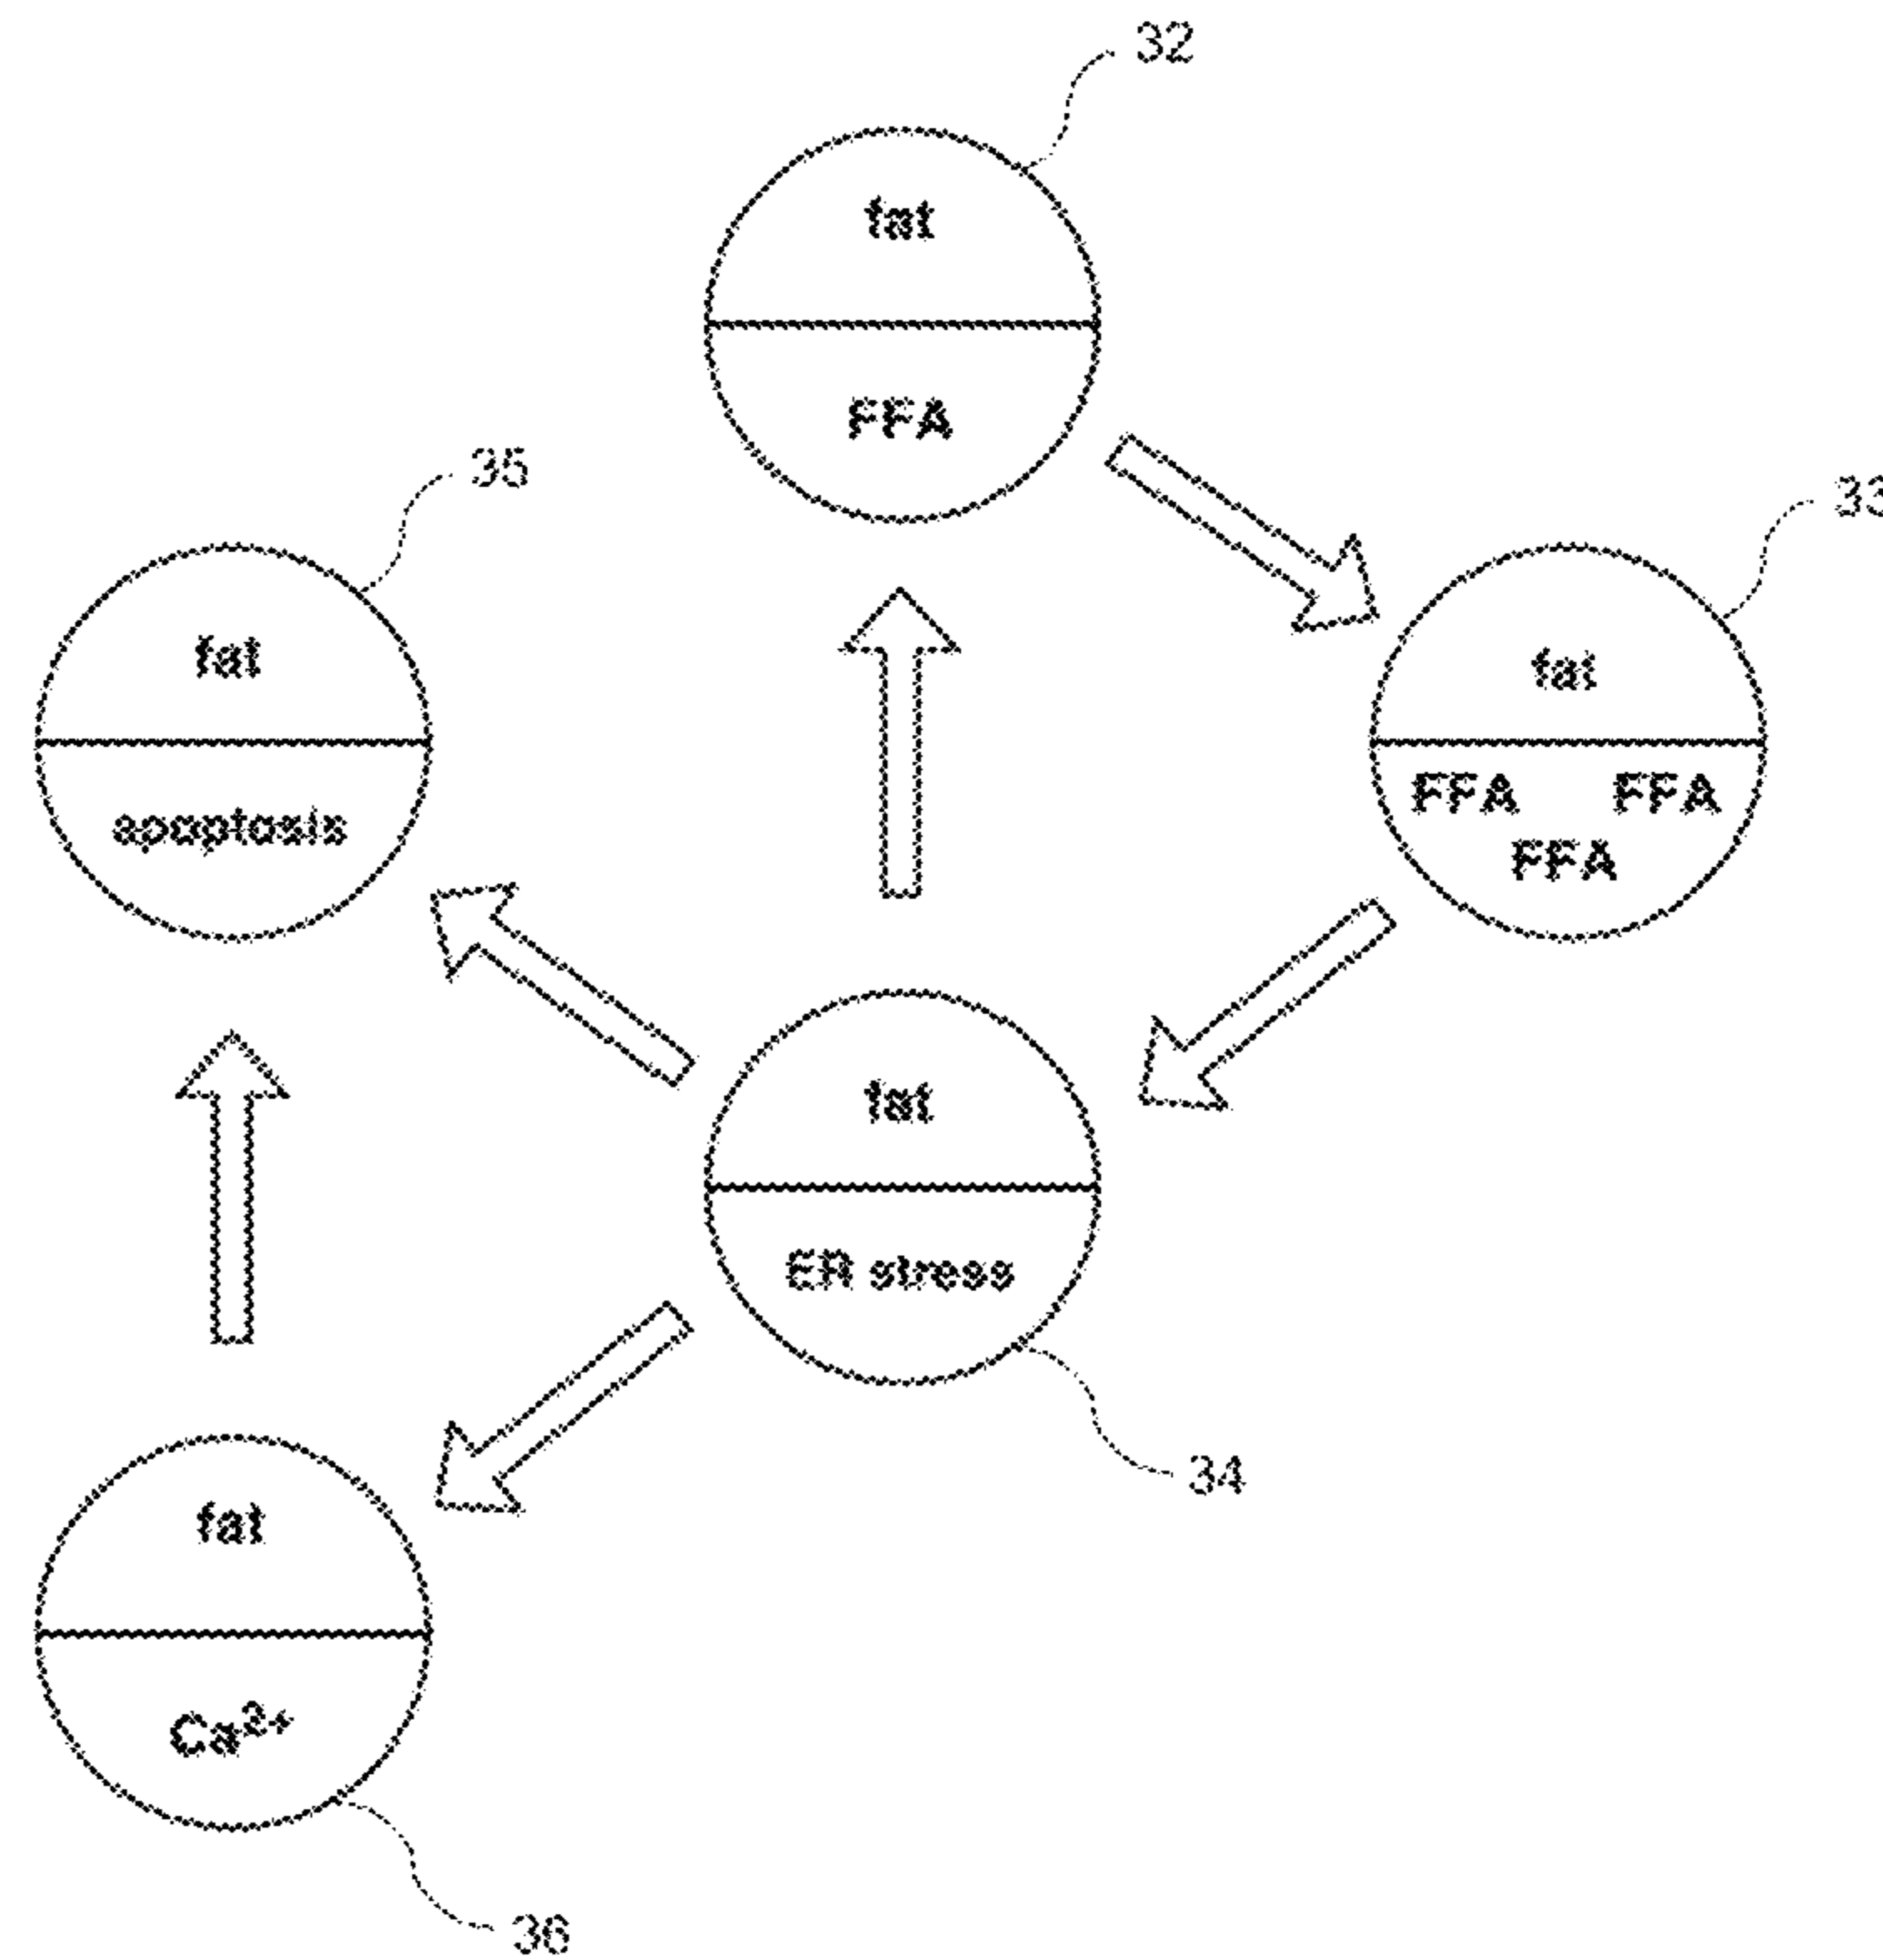 32
fat
FFA
35
33
fat
apoptosis
fat
FFA FFA
FFA
fat
ER stress
34
fat
Ca²⁺
36